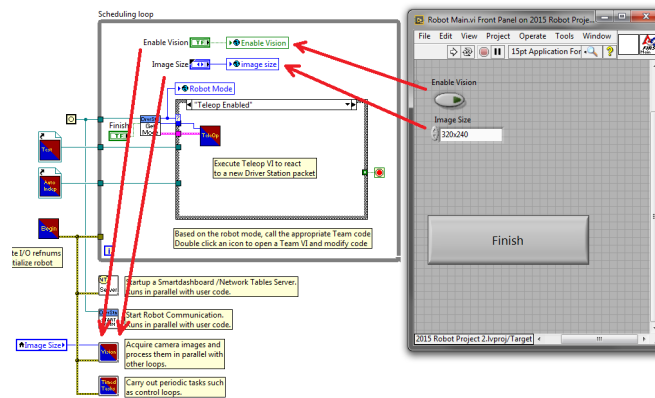 Scheduling loop
Enable Vision
TF
Enable Vision
Image Size
image size
Robot Mode
"Teleop Enabled"
Finish
TF
TeleOp
Test
Execute Teleop VI to react
to a new Driver Station packet
Auto
Indep
Begin
Based on the robot mode, call the appropriate Team code
Double click an icon to open a Team VI and modify code
i
te I/O refnums
tialize robot
NT
Server
Startup a Smartdashboard /Network Tables Server.
Runs in parallel with user code.
Start Robot Communication.
Runs in parallel with user code.
Image Size
Vision
Acquire camera images and
process them in parallel with
other loops.
Timed
Tasks
Carry out periodic tasks such
as control loops.
Robot Main.vi Front Panel on 2015 Robot Proje...
File Edit View Project Operate Tools Window
15pt Application For
Enable Vision
Image Size
320x240
Finish
2015 Robot Project 2.lvproj/Target